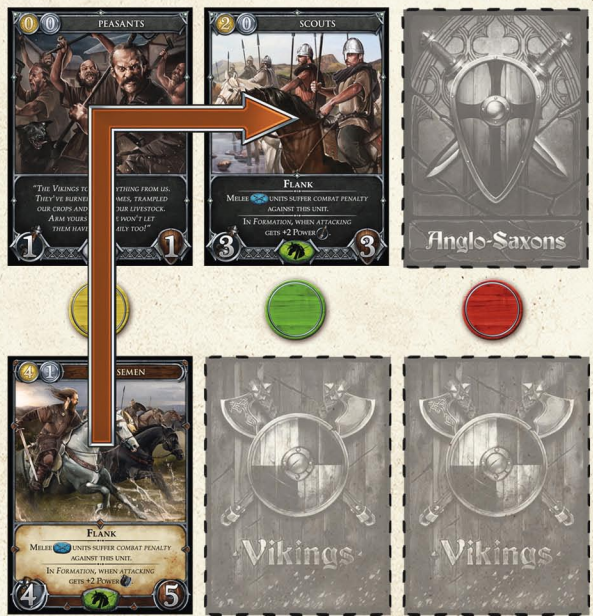 0 0 PEASANTS
"THE VIKINGS TO YTHING FROM US.
THEY'VE BURNE OMES, TRAMPLED
OUR CROPS AND OUR LIVESTOCK.
ARM YOURS WON'T LET
THEM HAVE MILY TOO!"
1 1
2 0 SCOUTS
FLANK
MELEE UNITS SUFFER COMBAT PENALTY
AGAINST THIS UNIT.
IN FORMATION, WHEN ATTACKING
GETS +2 POWER
3 3
Anglo-Saxons
4 1 SEMEN
FLANK
MELEE UNITS SUFFER COMBAT PENALTY
AGAINST THIS UNIT.
IN FORMATION, WHEN ATTACKING
GETS +2 POWER
4 5
Vikings
Vikings